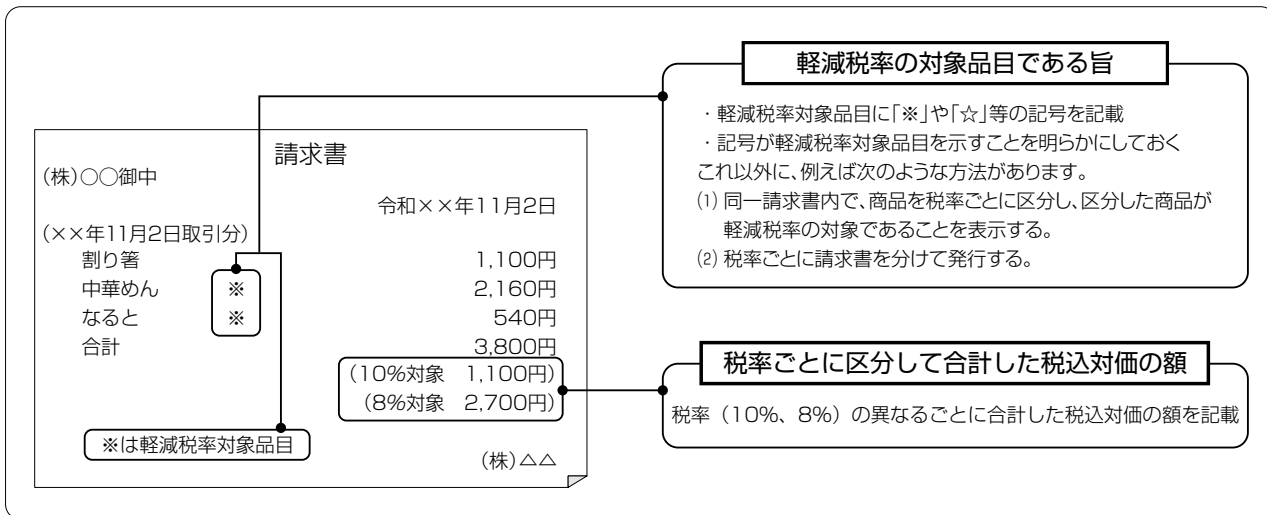 請求書
(株)○○御中
令和××年11月2日
(××年11月2日取引分)
割り箸 1,100円
中華めん ※ 2,160円
なると ※ 540円
合計 3,800円
(10%対象 1,100円)
(8%対象 2,700円)
※は軽減税率対象品目
(株)△△
軽減税率の対象品目である旨
・軽減税率対象品目に「※」や「☆」等の記号を記載
・記号が軽減税率対象品目を示すことを明らかにしておく
これ以外に、例えば次のような方法があります。
⑴ 同一請求書内で、商品を税率ごとに区分し、区分した商品が
軽減税率の対象であることを表示する。
⑵ 税率ごとに請求書を分けて発行する。
税率ごとに区分して合計した税込対価の額
税率（10%、8%）の異なるごとに合計した税込対価の額を記載